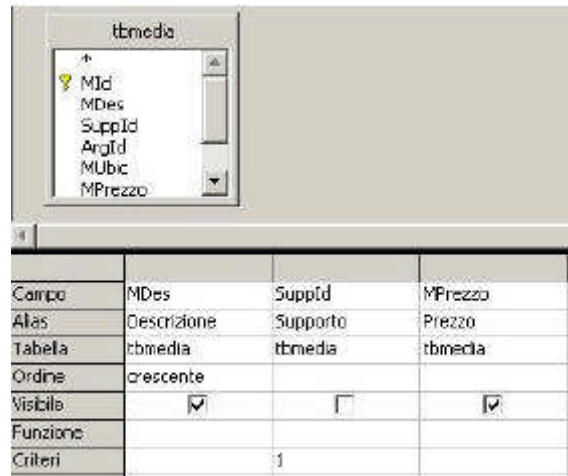 tbmedia
*
MId
MDes
SuppId
ArgId
MUbic
MPrezzo
Campo MDes SuppId MPrezzo
Alias Descrizione Supporto Prezzo
Tabella tbmedia tbmedia tbmedia
Ordine crescente
Visibile
Funzione
Criteri 1